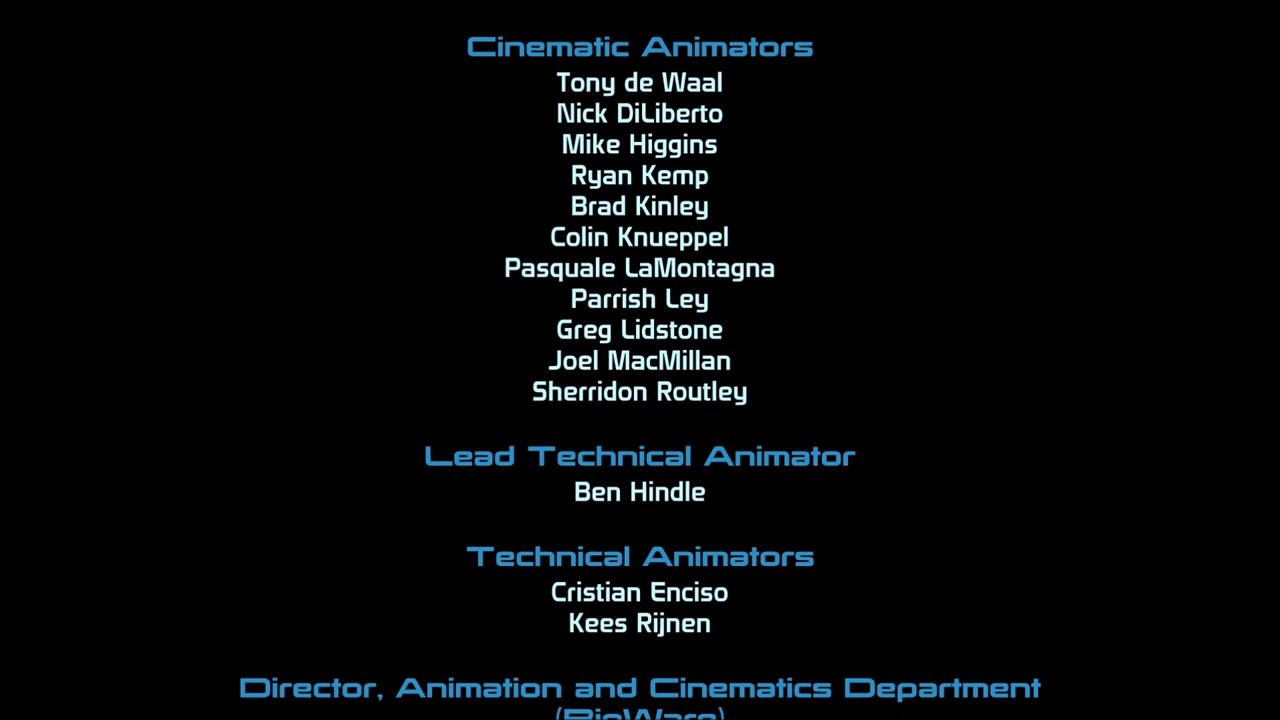 Cinematic Animators
Tony de Waal
Nick DiLiberto
Mike Higgins
Ryan Kemp
Brad Kinley
Colin Knueppel
Pasquale LaMontagna
Parrish Ley
Greg Lidstone
Joel MacMillan
Sherridon Routley
Lead Technical Animator
Ben Hindle
Technical Animators
Cristian Enciso
Kees Rijnen
Director, Animation and Cinematics Department
(BioWare)